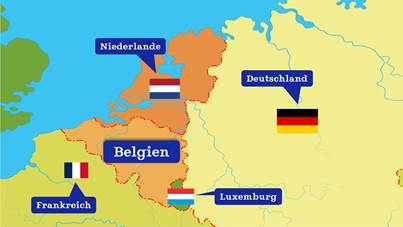 Niederlande
Deutschland
Belgien
Luxemburg
Frankreich